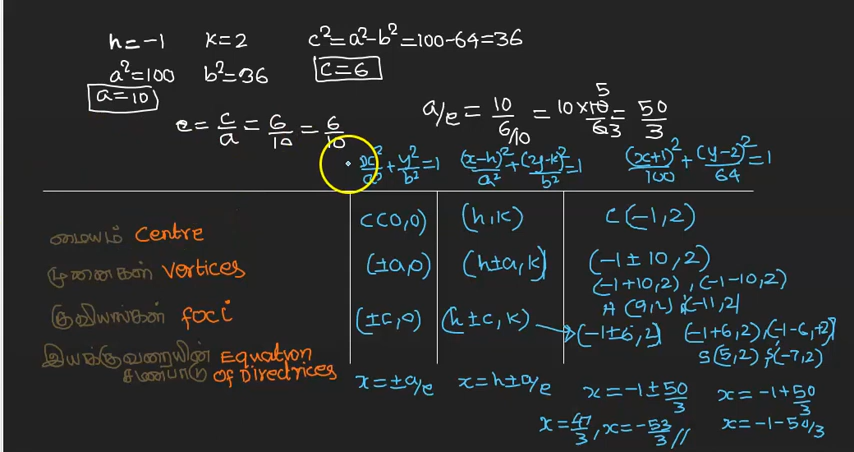 h=-1 k=2 c²=a²-b²=100-64=36
a²=100 b²=36 c=6
a=10
e = c/a = 6/10 = 6/10 a/e = 10/(6/10) = 10×10/6 5 3 = 50/3
x²/a² + y²/b² = 1 (x-h)²/a² + (y-k)²/b² = 1 (x+1)²/100 + (y-2)²/64 = 1
மையம் Centre C(0,0) (h,k) C(-1,2)
முனைகள் Vertices (±a,0) (h±a,k) (-1±10,2)
(-1+10,2), (-1-10,2)
A (9,2) (-11,2)
குவியங்கள் foci (±c,0) (h±c,k) → (-1±6,2) (-1+6,2), (-1-6,+2)
S(5,2) S'(-7,2)
இயக்குவரையின் சமன்பாடு Equation of Directrices x=±a/e x=h±a/e x=-1±50/3 x=-1+50/3
x=47/3, x=-53/3// x=-1-50/3